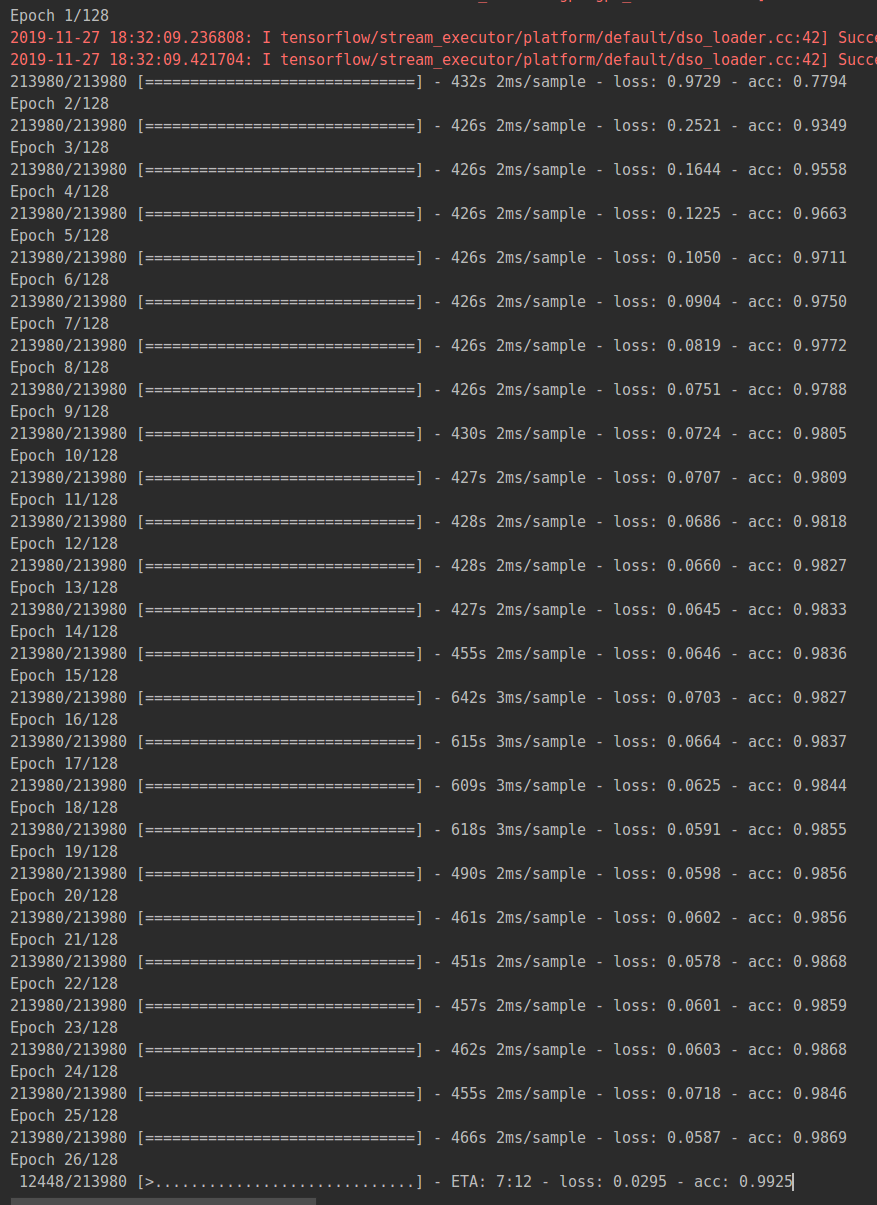 Epoch 1/128
2019-11-27 18:32:09.236808: I tensorflow/stream_executor/platform/default/dso_loader.cc:42] Succe
2019-11-27 18:32:09.421704: I tensorflow/stream_executor/platform/default/dso_loader.cc:42] Succe
213980/213980 [==============================] - 432s 2ms/sample - loss: 0.9729 - acc: 0.7794
Epoch 2/128
213980/213980 [==============================] - 426s 2ms/sample - loss: 0.2521 - acc: 0.9349
Epoch 3/128
213980/213980 [==============================] - 426s 2ms/sample - loss: 0.1644 - acc: 0.9558
Epoch 4/128
213980/213980 [==============================] - 426s 2ms/sample - loss: 0.1225 - acc: 0.9663
Epoch 5/128
213980/213980 [==============================] - 426s 2ms/sample - loss: 0.1050 - acc: 0.9711
Epoch 6/128
213980/213980 [==============================] - 426s 2ms/sample - loss: 0.0904 - acc: 0.9750
Epoch 7/128
213980/213980 [==============================] - 426s 2ms/sample - loss: 0.0819 - acc: 0.9772
Epoch 8/128
213980/213980 [==============================] - 426s 2ms/sample - loss: 0.0751 - acc: 0.9788
Epoch 9/128
213980/213980 [==============================] - 430s 2ms/sample - loss: 0.0724 - acc: 0.9805
Epoch 10/128
213980/213980 [==============================] - 427s 2ms/sample - loss: 0.0707 - acc: 0.9809
Epoch 11/128
213980/213980 [==============================] - 428s 2ms/sample - loss: 0.0686 - acc: 0.9818
Epoch 12/128
213980/213980 [==============================] - 428s 2ms/sample - loss: 0.0660 - acc: 0.9827
Epoch 13/128
213980/213980 [==============================] - 427s 2ms/sample - loss: 0.0645 - acc: 0.9833
Epoch 14/128
213980/213980 [==============================] - 455s 2ms/sample - loss: 0.0646 - acc: 0.9836
Epoch 15/128
213980/213980 [==============================] - 642s 3ms/sample - loss: 0.0703 - acc: 0.9827
Epoch 16/128
213980/213980 [==============================] - 615s 3ms/sample - loss: 0.0664 - acc: 0.9837
Epoch 17/128
213980/213980 [==============================] - 609s 3ms/sample - loss: 0.0625 - acc: 0.9844
Epoch 18/128
213980/213980 [==============================] - 618s 3ms/sample - loss: 0.0591 - acc: 0.9855
Epoch 19/128
213980/213980 [==============================] - 490s 2ms/sample - loss: 0.0598 - acc: 0.9856
Epoch 20/128
213980/213980 [==============================] - 461s 2ms/sample - loss: 0.0602 - acc: 0.9856
Epoch 21/128
213980/213980 [==============================] - 451s 2ms/sample - loss: 0.0578 - acc: 0.9868
Epoch 22/128
213980/213980 [==============================] - 457s 2ms/sample - loss: 0.0601 - acc: 0.9859
Epoch 23/128
213980/213980 [==============================] - 462s 2ms/sample - loss: 0.0603 - acc: 0.9868
Epoch 24/128
213980/213980 [==============================] - 455s 2ms/sample - loss: 0.0718 - acc: 0.9846
Epoch 25/128
213980/213980 [==============================] - 466s 2ms/sample - loss: 0.0587 - acc: 0.9869
Epoch 26/128
12448/213980 [>.............................] - ETA: 7:12 - loss: 0.0295 - acc: 0.9925